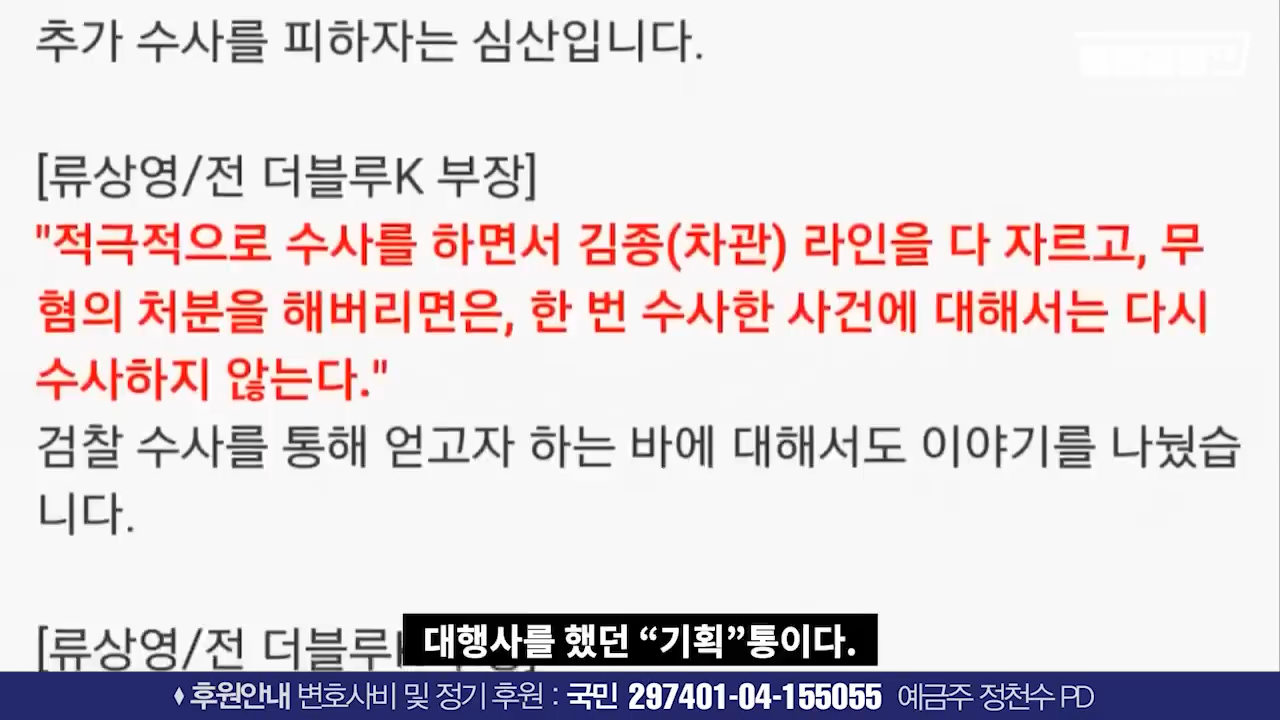 추가 수사를 피하자는 심산입니다.
[류상영/전 더블루K 부장]
"적극적으로 수사를 하면서 김종(차관) 라인을 다 자르고, 무
혐의 처분을 해버리면은, 한 번 수사한 사건에 대해서는 다시
수사하지 않는다."
검찰 수사를 통해 얻고자 하는 바에 대해서도 이야기를 나눴습
니다.
[류상영/전 더블루
대행사를 했던 “기획”통이다.
♦후원안내 변호사비 및 정기 후원 : 국민 297401-04-155055 예금주 정천수 PD